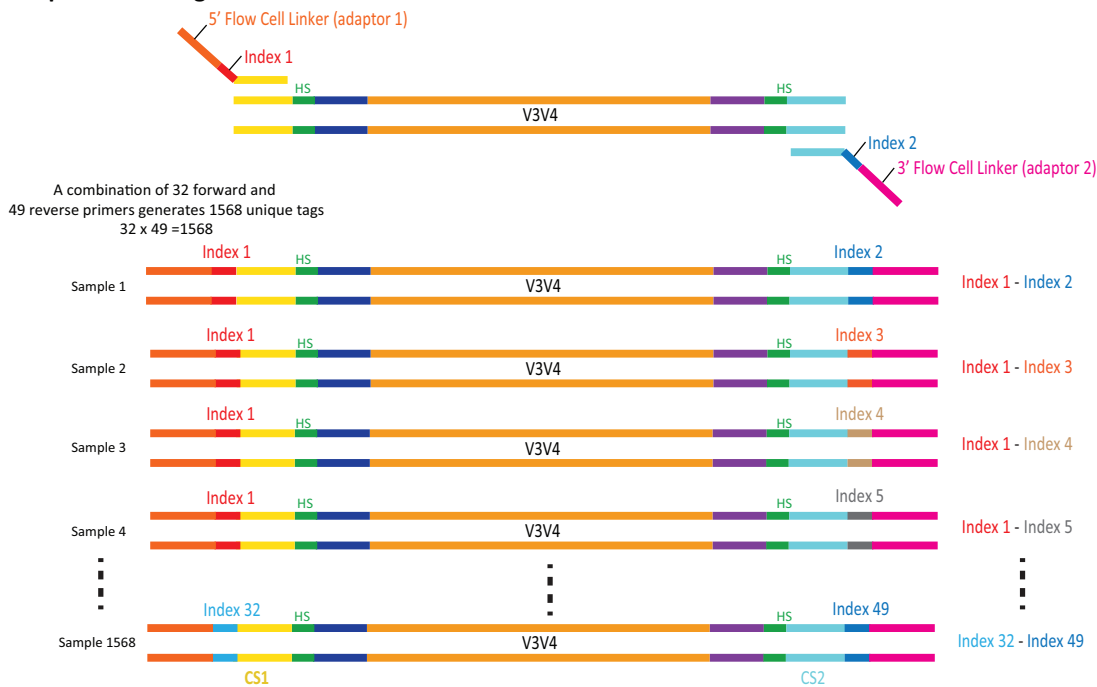 5' Flow Cell Linker (adaptor 1)
Index 1
HS
HS
V3V4
Index 2
3' Flow Cell Linker (adaptor 2)
A combination of 32 forward and
49 reverse primers generates 1568 unique tags
32 x 49 =1568
Index 1
HS
HS
Index 2
Sample 1
V3V4
Index 1 - Index 2
Index 1
HS
HS
Index 3
Sample 2
V3V4
Index 1 - Index 3
Index 1
HS
HS
Index 4
Sample 3
V3V4
Index 1 - Index 4
Index 1
HS
HS
Index 5
Sample 4
V3V4
Index 1 - Index 5
Index 32
HS
HS
Index 49
Sample 1568
V3V4
Index 32 - Index 49
CS1
CS2